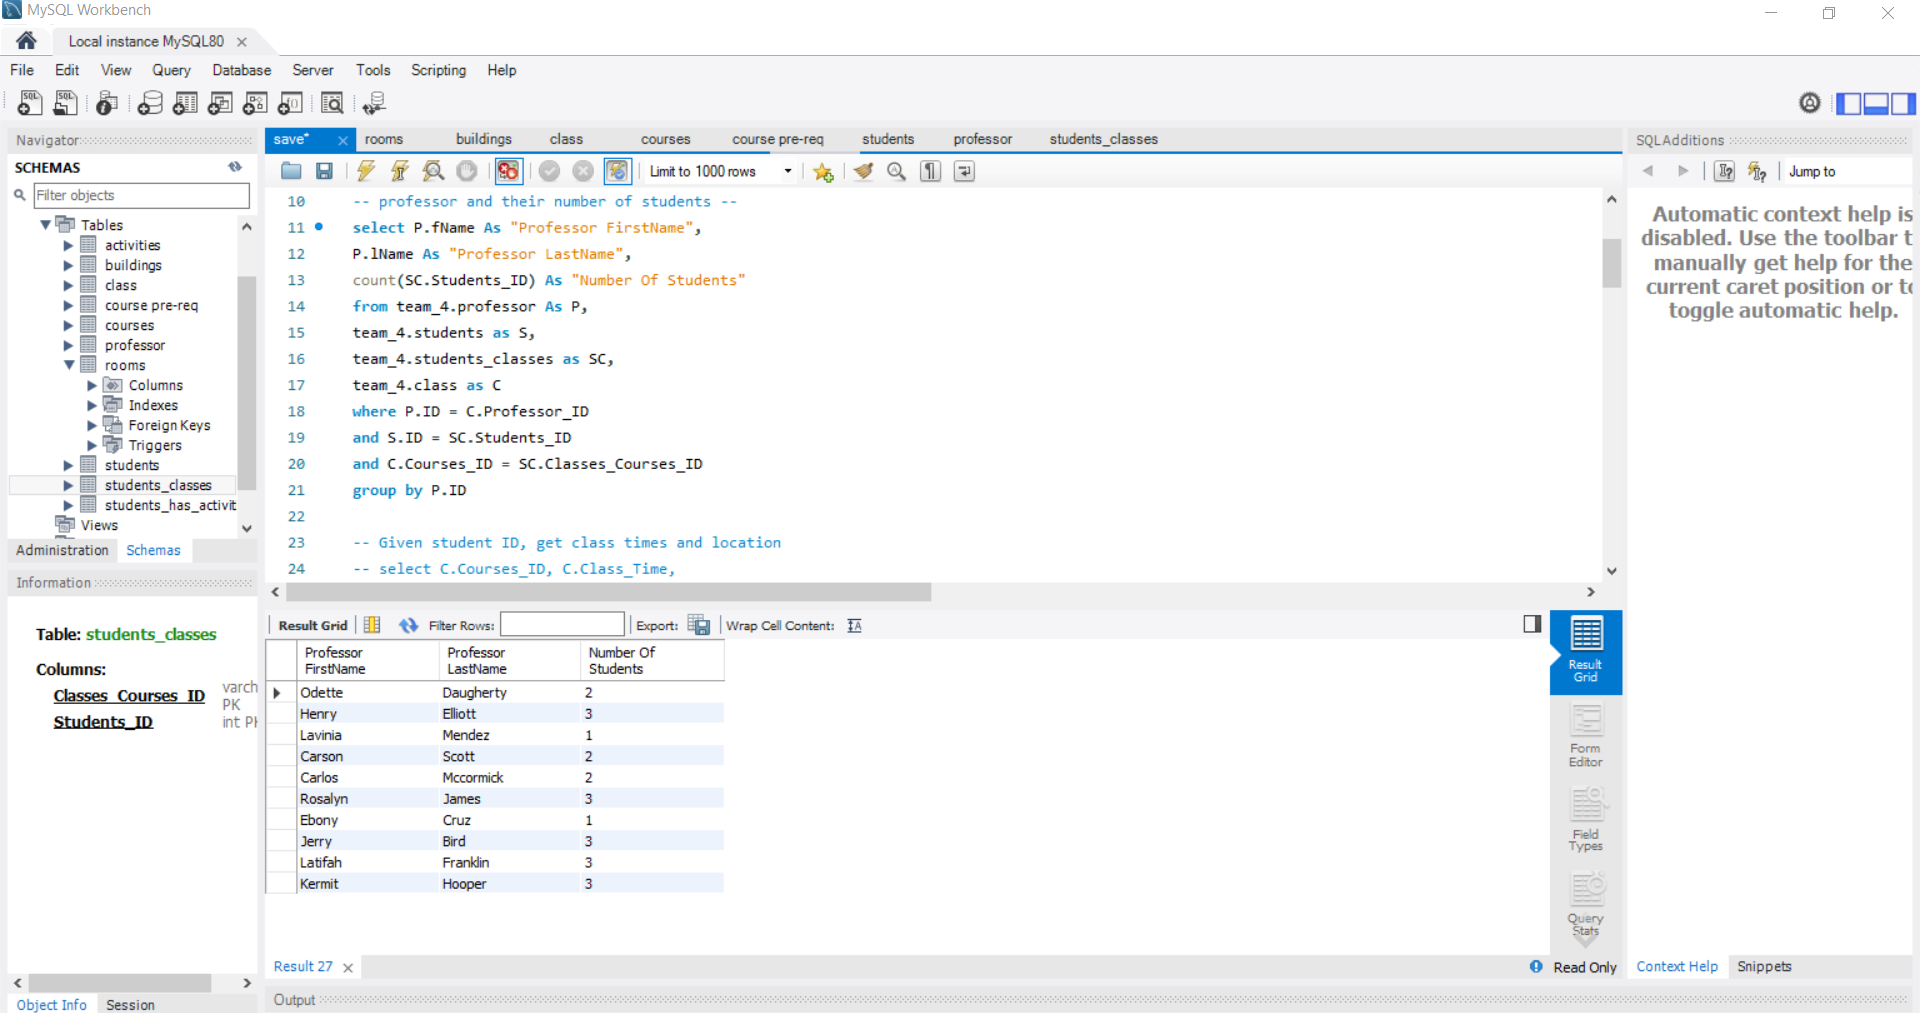 MySQL Workbench
Local instance MySQL80
File Edit View Query Database Server Tools Scripting Help
Navigator
SCHEMAS
Filter objects
Tables
activities
buildings
class
course pre-req
courses
professor
rooms
Columns
Indexes
Foreign Keys
Triggers
students
students_classes
students_has_activit
Views
Administration Schemas
Information
Table: students_classes
Columns:
Classes_Courses_ID varch
PK
Students_ID int PK
Object Info Session
save* rooms buildings class courses course pre-req students professor students_classes
Limit to 1000 rows
10 -- professor and their number of students --
11 select P.fName As "Professor FirstName",
12 P.lName As "Professor LastName",
13 count(SC.Students_ID) As "Number Of Students"
14 from team_4.professor As P,
15 team_4.students as S,
16 team_4.students_classes as SC,
17 team_4.class as C
18 where P.ID = C.Professor_ID
19 and S.ID = SC.Students_ID
20 and C.Courses_ID = SC.Classes_Courses_ID
21 group by P.ID
22
23 -- Given student ID, get class times and location
24 -- select C.Courses_ID, C.Class_Time,
Result Grid Filter Rows: Export: Wrap Cell Content:
Professor FirstName Professor LastName Number Of Students
Odette Daugherty 2
Henry Elliott 3
Lavinia Mendez 1
Carson Scott 2
Carlos Mccormick 2
Rosalyn James 3
Ebony Cruz 1
Jerry Bird 3
Latifah Franklin 3
Kermit Hooper 3
Result 27
Read Only
Output
Result
Grid
Form
Editor
Field
Types
Query
Stats
SQLAdditions
Jump to
Automatic context help is
disabled. Use the toolbar t
manually get help for the
current caret position or to
toggle automatic help.
Context Help Snippets